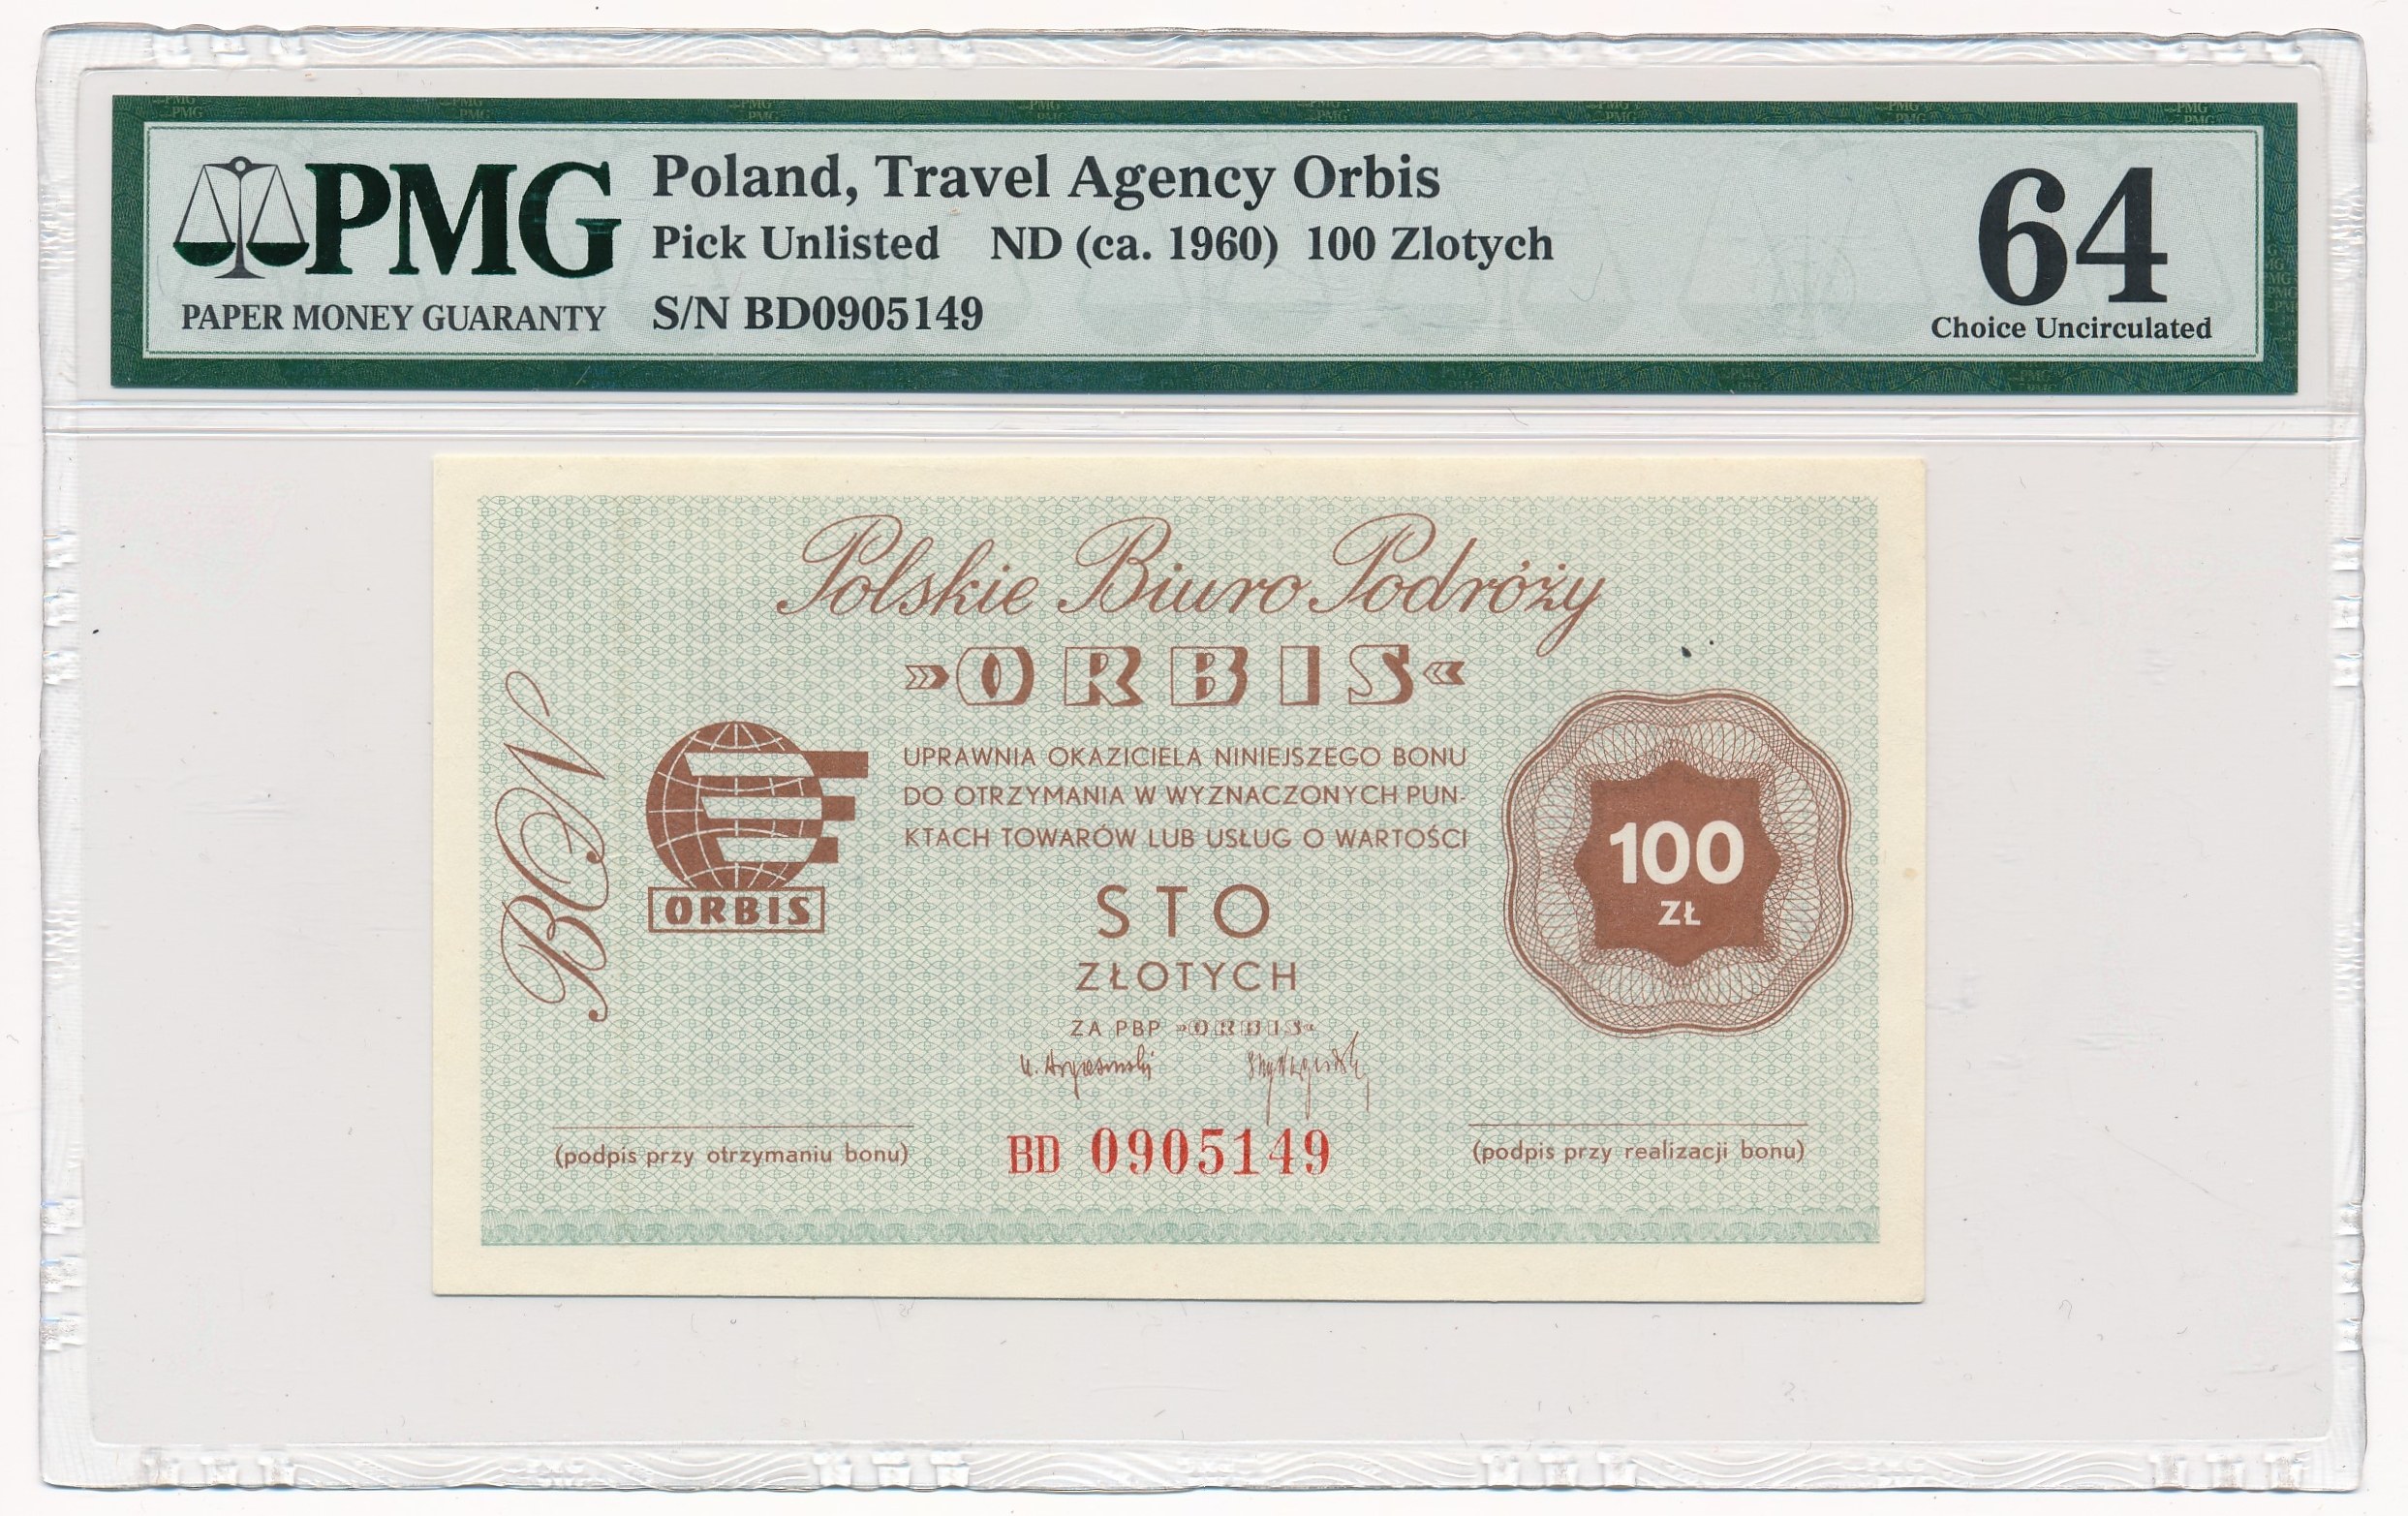 PMG
PAPER MONEY GUARANTY
Poland, Travel Agency Orbis
Pick Unlisted ND (ca. 1960) 100 Zlotych
S/N BD0905149
64
Choice Uncirculated
Polskie Biuro Podróży
»ORBIS«
BON
ORBIS
UPRAWNIA OKAZICIELA NINIEJSZEGO BONU
DO OTRZYMANIA W WYZNACZONYCH PUN-
KTACH TOWARÓW LUB USŁUG O WARTOŚCI
STO
ZŁOTYCH
100
ZŁ
ZA PBP »ORBIS«
(podpis przy otrzymaniu bonu)
BD 0905149
(podpis przy realizacji bonu)